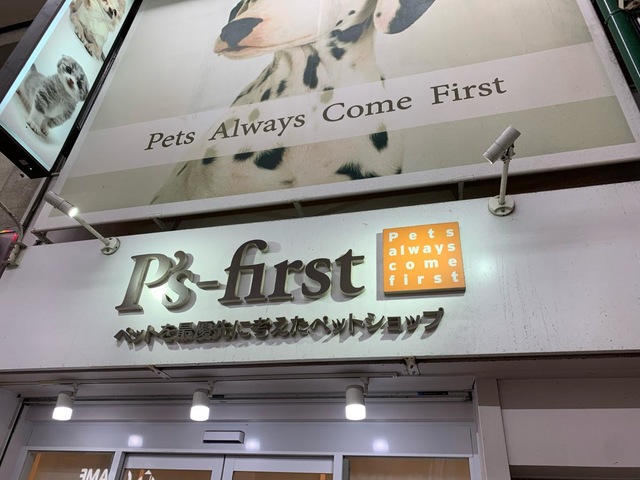 Pets Always Come First
P's-first
Pets
always
come
first
ペットを最優先に考えたペットショップ